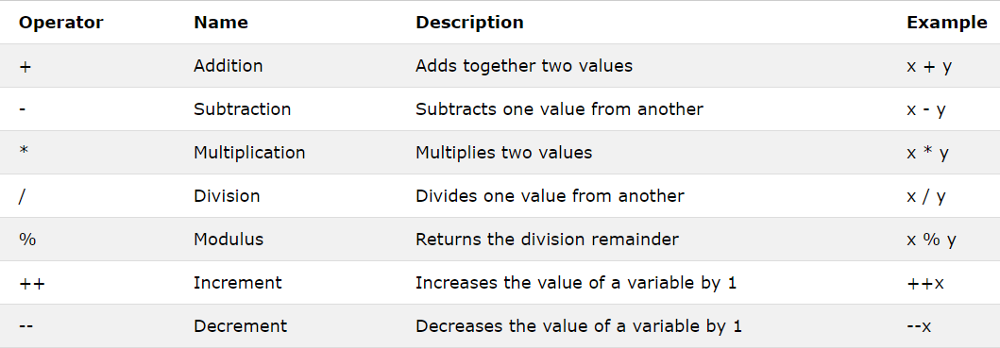 Operator Name Description Example
+ Addition Adds together two values x + y
- Subtraction Subtracts one value from another x - y
* Multiplication Multiplies two values x * y
/ Division Divides one value from another x / y
% Modulus Returns the division remainder x % y
++ Increment Increases the value of a variable by 1 ++x
-- Decrement Decreases the value of a variable by 1 --x